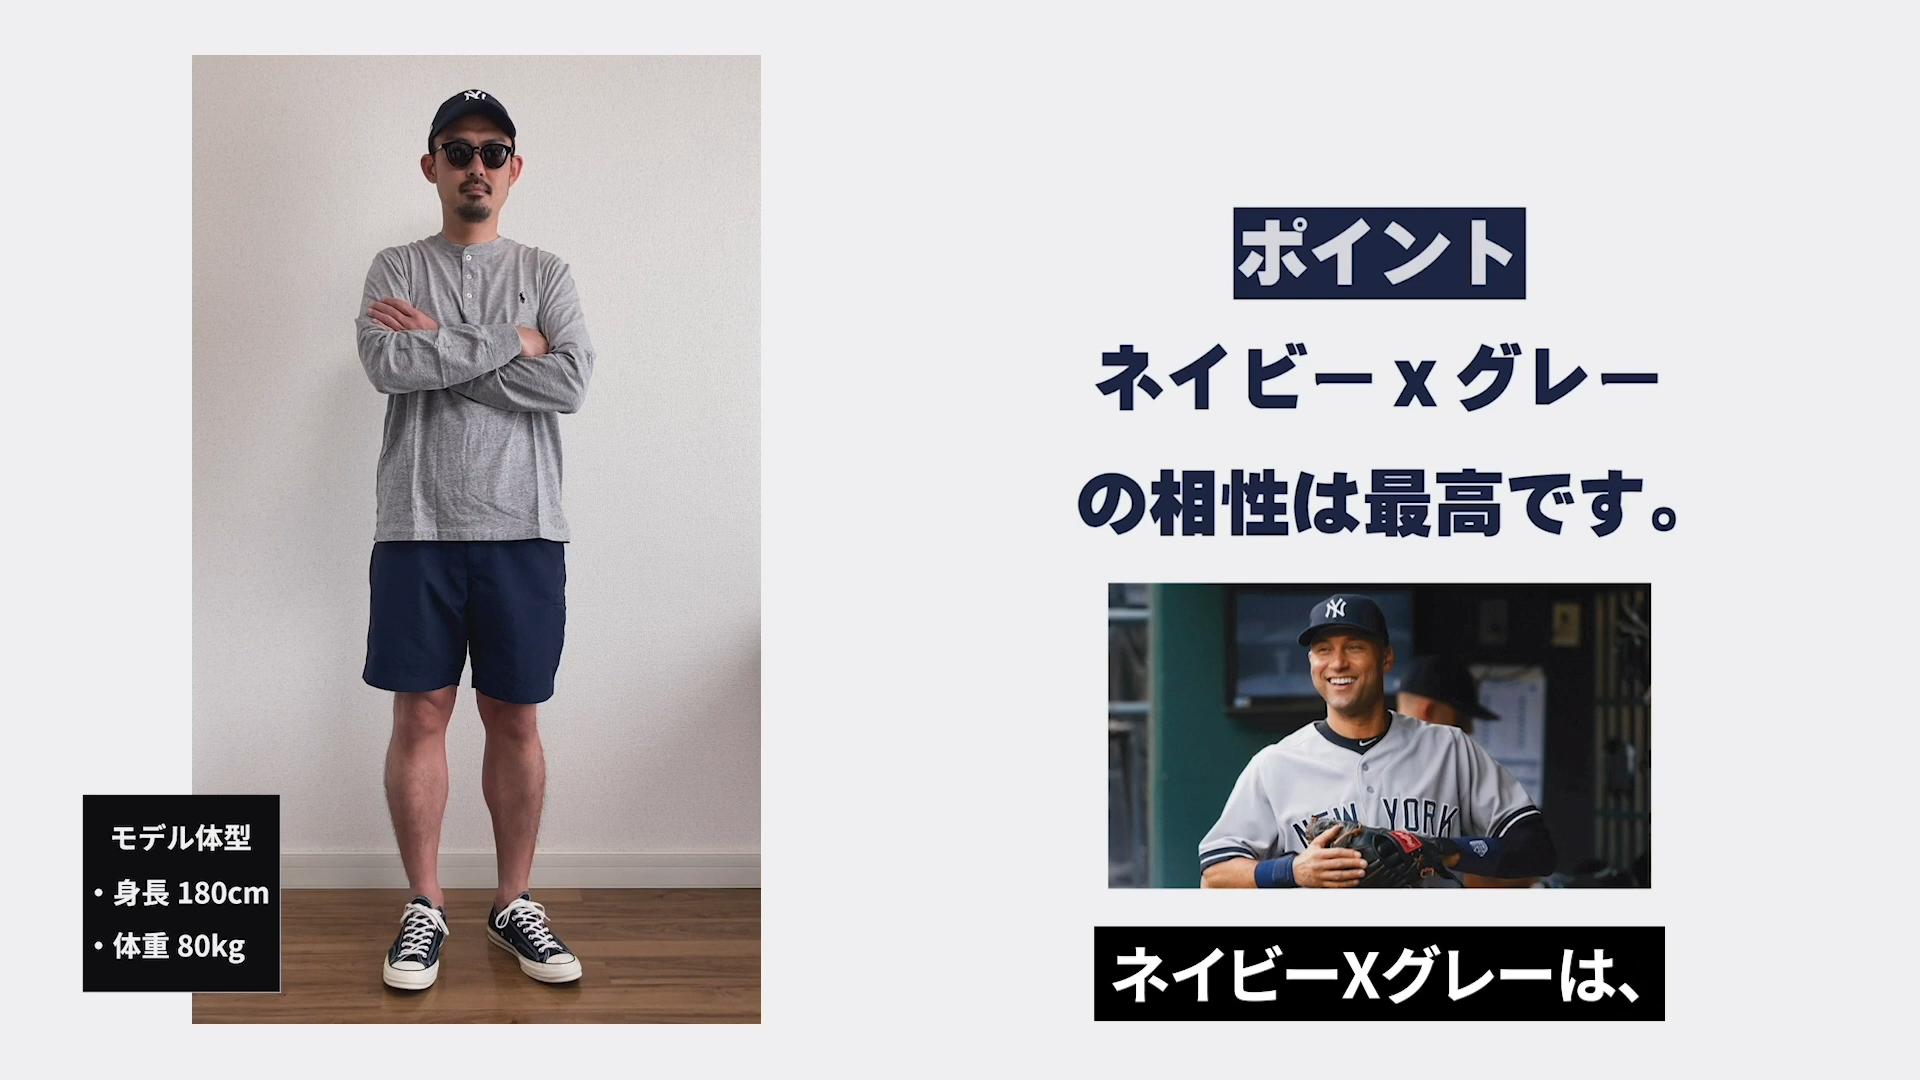 NY
モデル体型
・身長 180cm
・体重 80kg
ポイント
ネイビー x グレー
の相性は最高です。
NY
NEW YORK
ネイビーXグレーは、